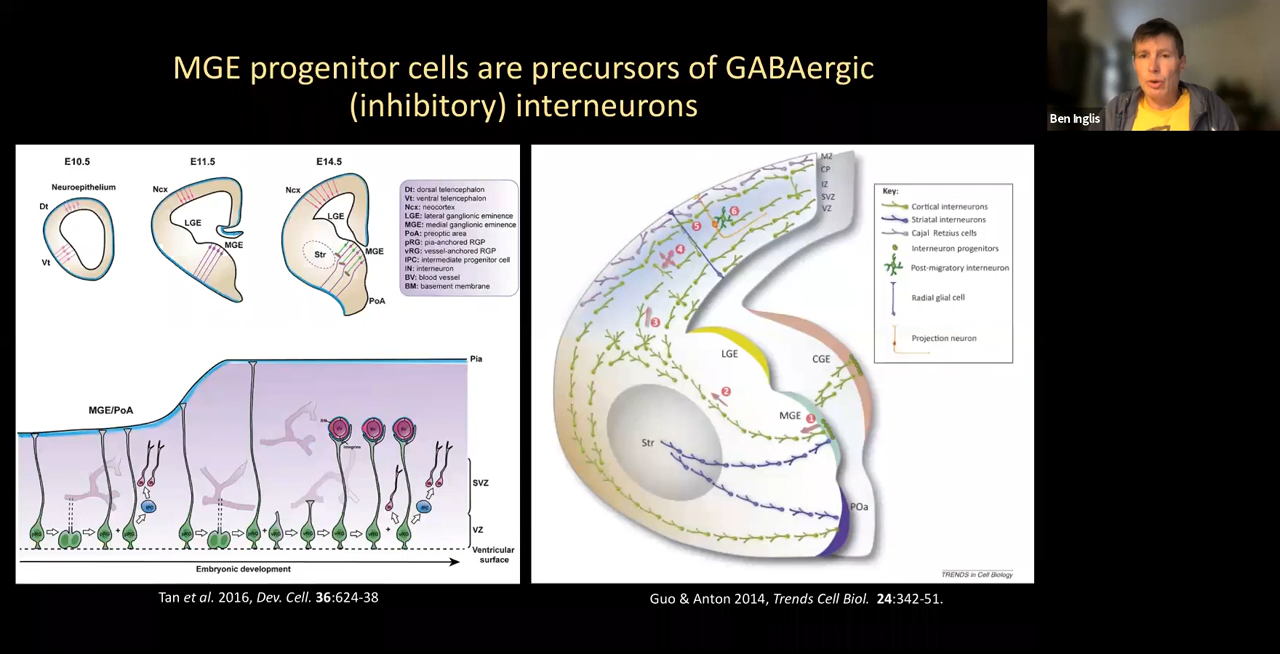 MGE progenitor cells are precursors of GABAergic
(inhibitory) interneurons
Ben Inglis
E10.5
E11.5
E14.5
Neuroepithelium
Dt
Vt
Ncx
LGE
MGE
Ncx
LGE
Str
MGE
PoA
Dt: dorsal telencephalon
Vt: ventral telencephalon
Ncx: neocortex
LGE: lateral ganglionic eminence
MGE: medial ganglionic eminence
PoA: preoptic area
pRG: pia-anchored RGP
vRG: vessel-anchored RGP
IPC: intermediate progenitor cell
IN: interneuron
BV: blood vessel
BM: basement membrane
Pia
MGE/PoA
SVZ
VZ
Ventricular
surface
Embryonic development
Tan et al. 2016, Dev. Cell. 36:624-38
MZ
CP
IZ
SVZ
VZ
6
5
4
3
2
1
LGE
CGE
MGE
Str
POa
Key:
Cortical interneurons
Striatal interneurons
Cajal Retzius cells
Interneuron progenitors
Post-migratory interneuron
Radial glial cell
Projection neuron
TRENDS in Cell Biology
Guo & Anton 2014, Trends Cell Biol. 24:342-51.